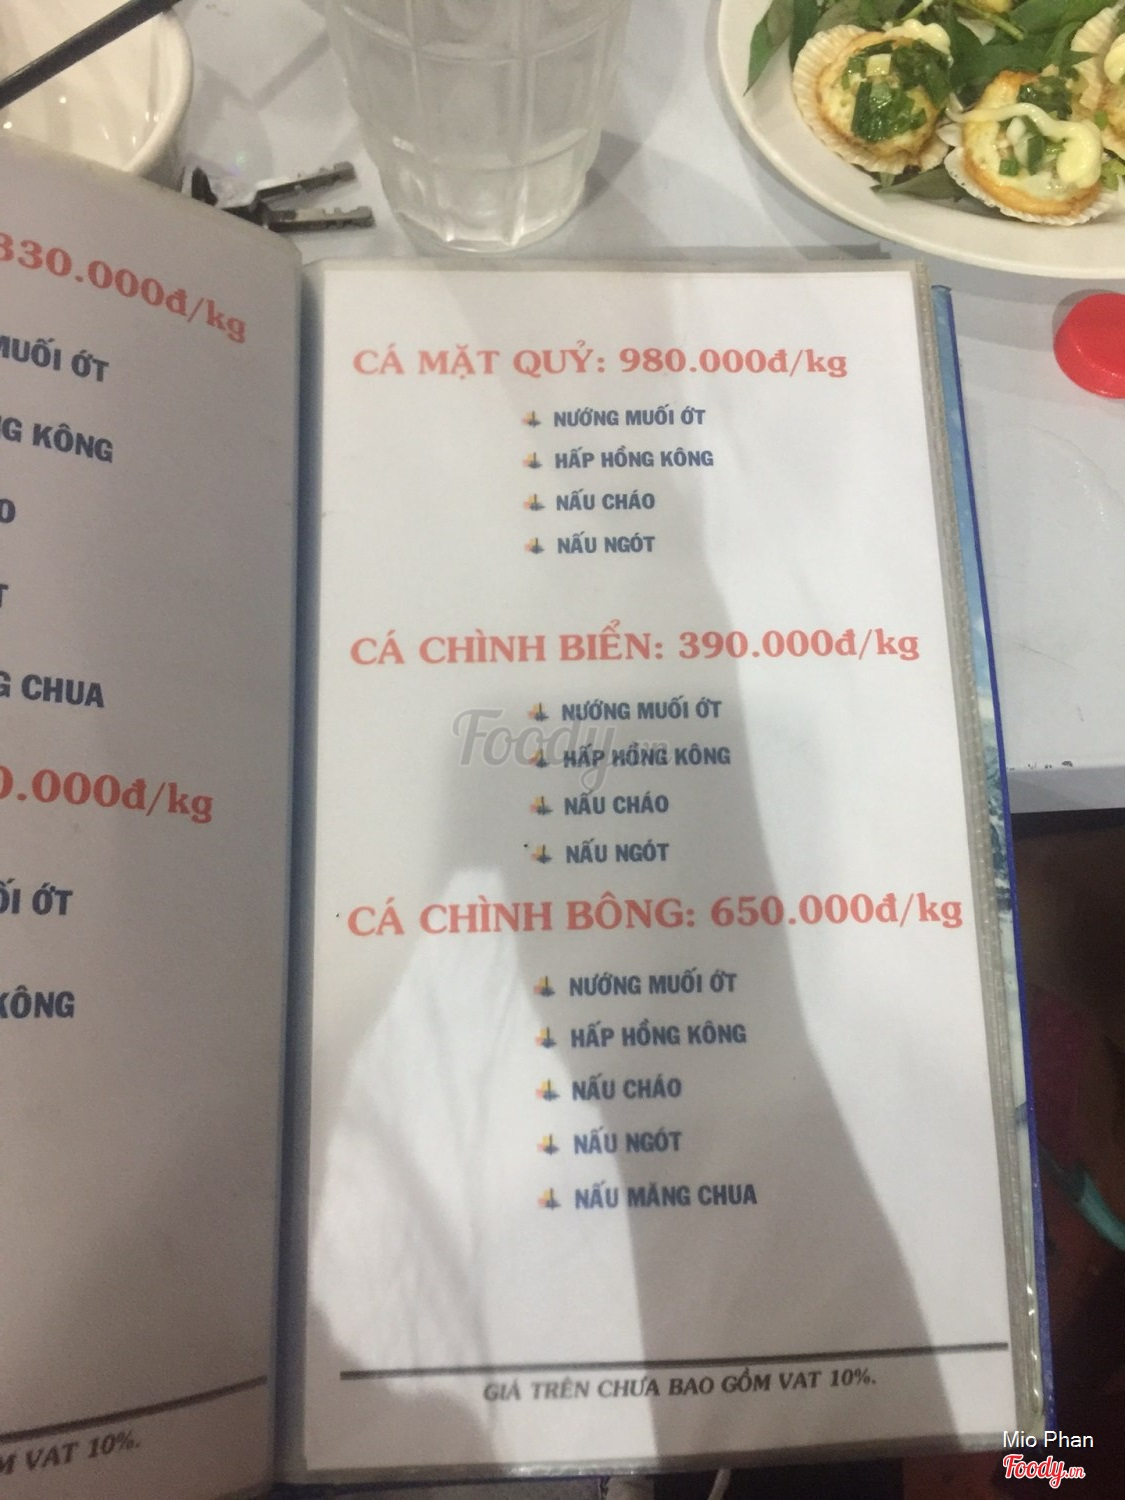 330.000đ/kg
MUỐI ỚT
KÔNG
CHUA
0.000đ/kg
ỚT
KÔNG
VAT 10%.
CÁ MẶT QUỶ: 980.000đ/kg
NƯỚNG MUỐI ỚT
HẤP HỒNG KÔNG
NẤU CHÁO
NẤU NGÓT
CÁ CHÌNH BIỂN: 390.000đ/kg
NƯỚNG MUỐI ỚT
HẤP HỒNG KÔNG
NẤU CHÁO
NẤU NGÓT
CÁ CHÌNH BÔNG: 650.000đ/kg
NƯỚNG MUỐI ỚT
HẤP HỒNG KÔNG
NẤU CHÁO
NẤU NGÓT
NẤU MĂNG CHUA
GIÁ TRÊN CHƯA BAO GỒM VAT 10%.
Foody.vn
Mio Phan
Foody.vn